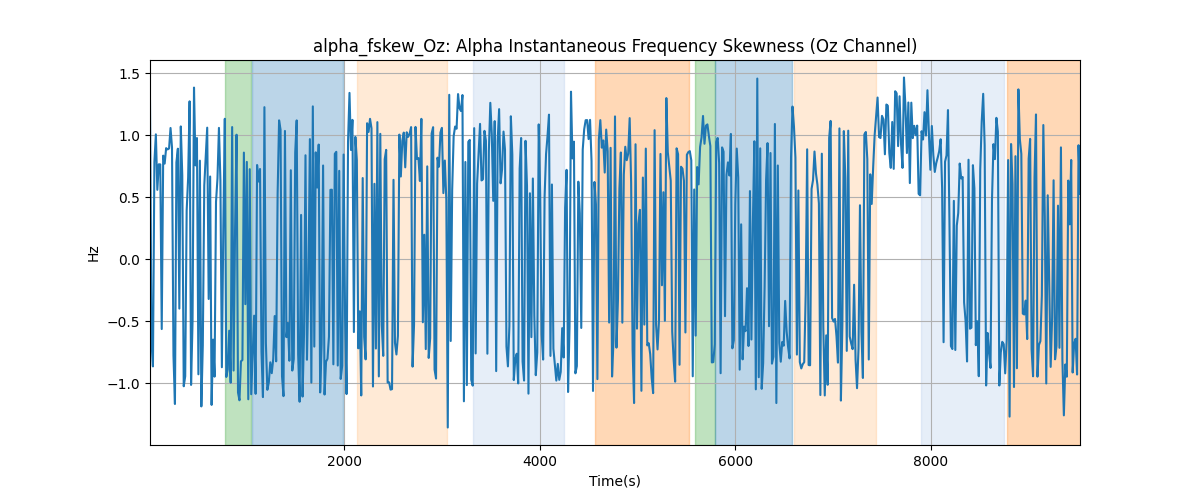 alpha_fskew_Oz: Alpha Instantaneous Frequency Skewness (Oz Channel)
1.5
1.0
0.5
0.0
−0.5
−1.0
Hz
2000 4000 6000 8000
Time(s)